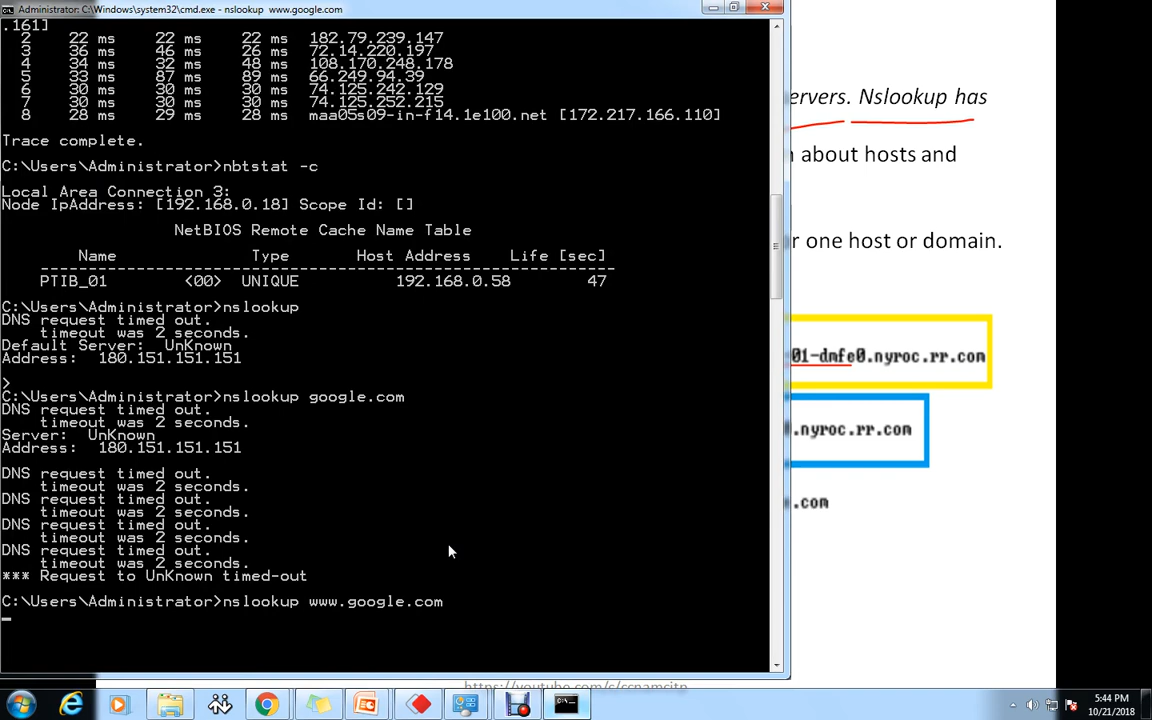 Administrator: C:\Windows\system32\cmd.exe - nslookup  www.google.com
.161]
2 22 ms 22 ms 22 ms 182.79.239.147
3 36 ms 46 ms 26 ms 72.14.220.197
4 34 ms 32 ms 48 ms 108.170.248.178
5 33 ms 87 ms 89 ms 66.249.94.39
6 30 ms 30 ms 30 ms 74.125.242.129
7 30 ms 30 ms 30 ms 74.125.252.215
8 28 ms 29 ms 28 ms maa05s09-in-f14.1e100.net [172.217.166.110]
Trace complete.
C:\Users\Administrator>nbtstat -c
Local Area Connection 3:
Node IpAddress: [192.168.0.18] Scope Id: []
NetBIOS Remote Cache Name Table
Name Type Host Address Life [sec]
------------------------------------------------------------
PTIB_01 <00> UNIQUE 192.168.0.58 47
C:\Users\Administrator>nslookup
DNS request timed out.
timeout was 2 seconds.
Default Server:  UnKnown
Address:  180.151.151.151
>
C:\Users\Administrator>nslookup google.com
DNS request timed out.
timeout was 2 seconds.
Server:  UnKnown
Address:  180.151.151.151
DNS request timed out.
timeout was 2 seconds.
DNS request timed out.
timeout was 2 seconds.
DNS request timed out.
timeout was 2 seconds.
DNS request timed out.
timeout was 2 seconds.
*** Request to UnKnown timed-out
C:\Users\Administrator>nslookup www.google.com
ervers. Nslookup has
about hosts and
r one host or domain.
01-dmfe0.nyroc.rr.com
.nyroc.rr.com
.com
5:44 PM
10/21/2018